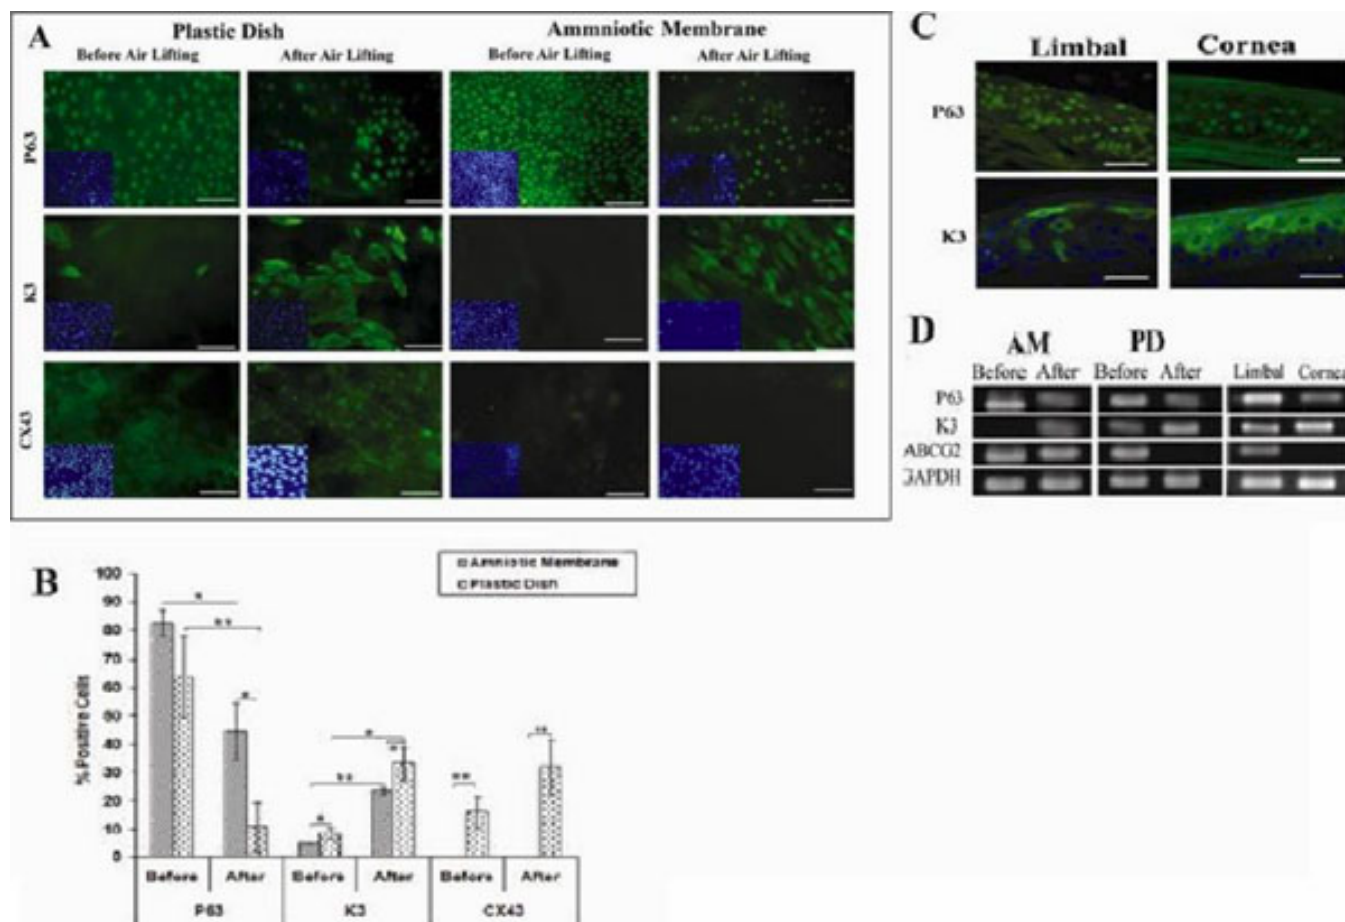 A
Plastic Dish
Ammniotic Membrane
Before Air Lifting
After Air Lifting
Before Air Lifting
After Air Lifting
P63
K3
CX43
C
Limbal
Cornea
P63
K3
D
AM
PD
Before
After
Before
After
Limbal
Cornea
P63
K3
ABCG2
GAPDH
B
Amniotic Membrane
Plastic Dish
% Positive Cells
100
90
80
70
60
50
40
30
20
10
0
*
**
*
*
**
*
*
**
**
Before
After
Before
After
Before
After
P63
K3
CX43